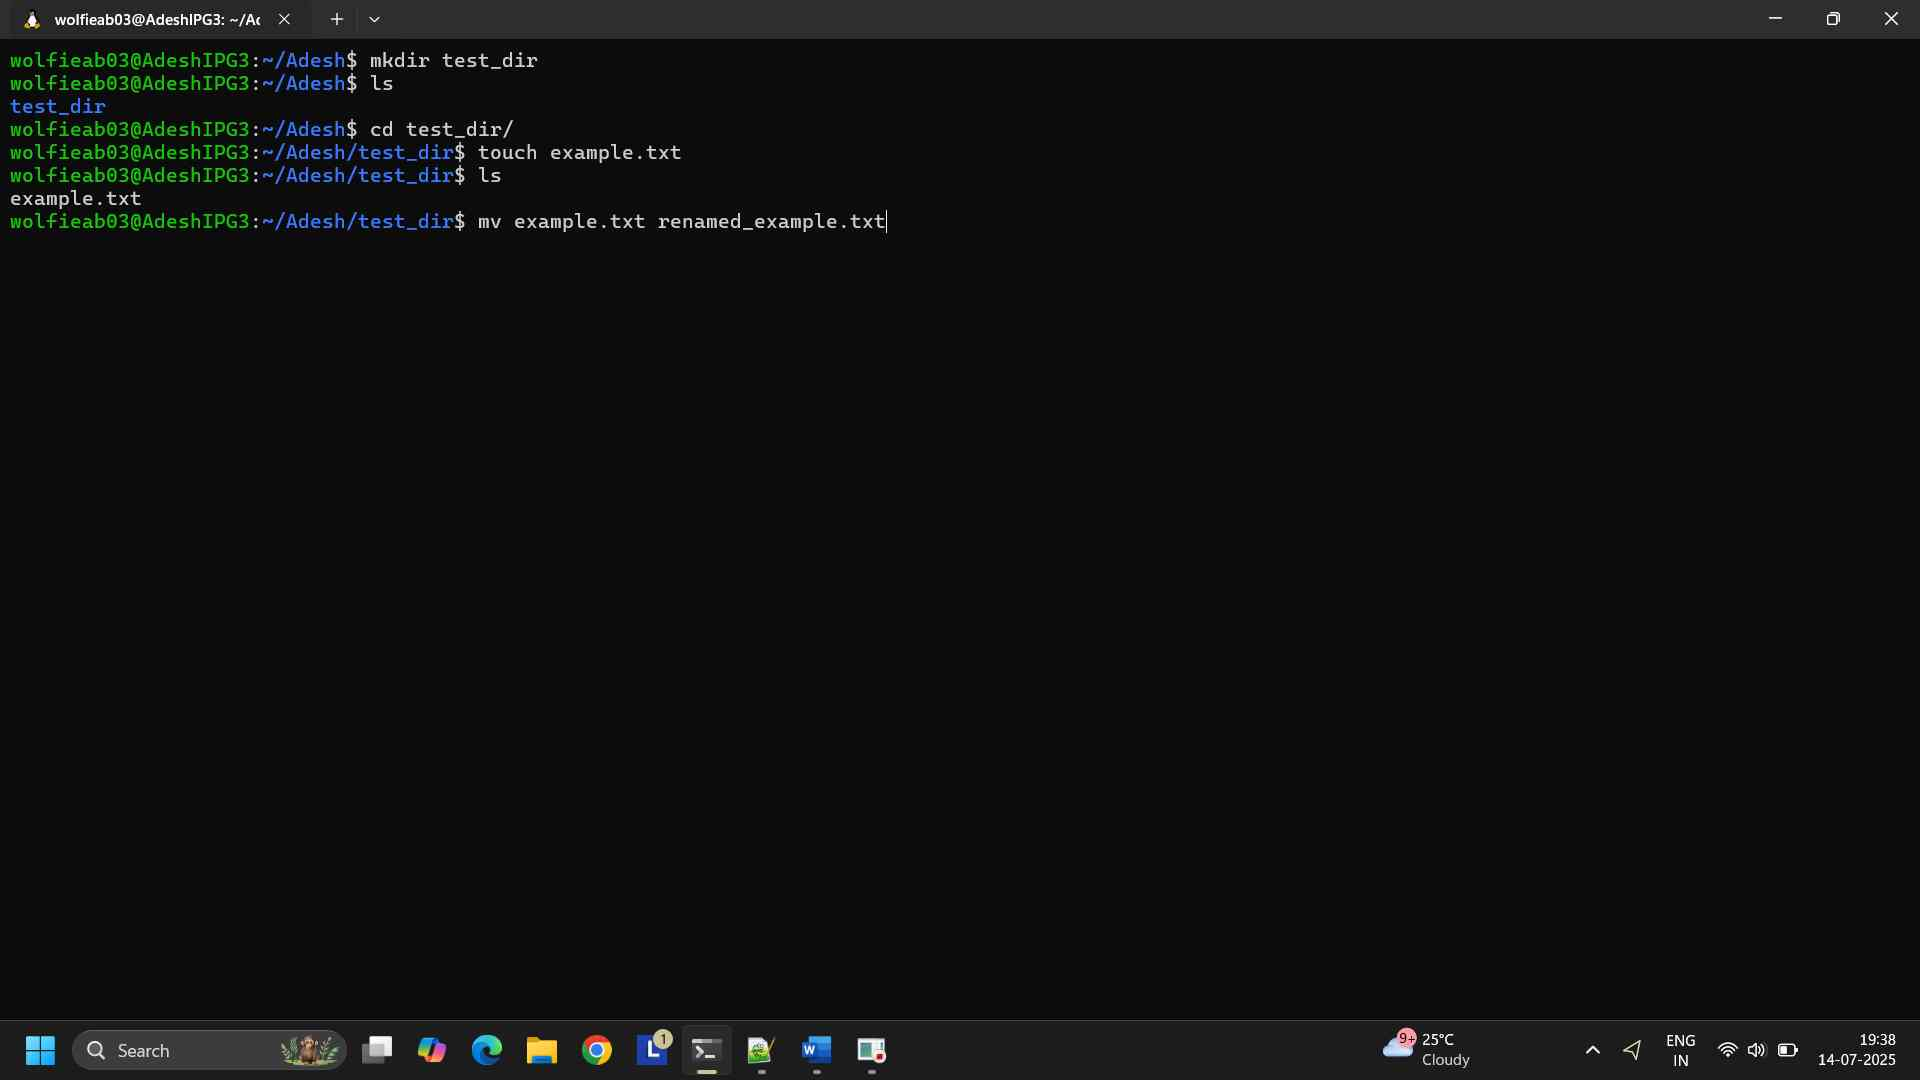 wolfieab03@AdeshIPG3: ~/Ac
wolfieab03@AdeshIPG3:~/Adesh$ mkdir test_dir
wolfieab03@AdeshIPG3:~/Adesh$ ls
test_dir
wolfieab03@AdeshIPG3:~/Adesh$ cd test_dir/
wolfieab03@AdeshIPG3:~/Adesh/test_dir$ touch example.txt
wolfieab03@AdeshIPG3:~/Adesh/test_dir$ ls
example.txt
wolfieab03@AdeshIPG3:~/Adesh/test_dir$ mv example.txt renamed_example.txt
Search
L 1
W
9+ 25°C
Cloudy
ENG
IN
19:38
14-07-2025